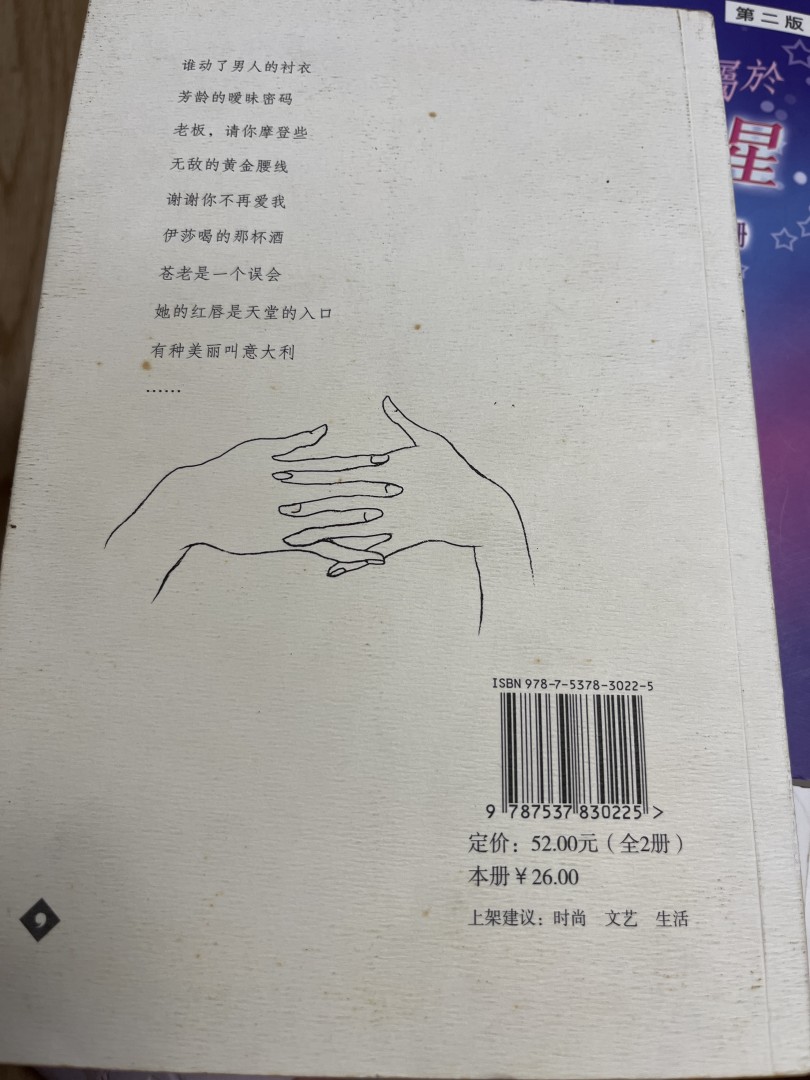 谁动了男人的衬衣
芳龄的暧昧密码
老板，请你摩登些
无敌的黄金腰线
谢谢你不再爱我
伊莎喝的那杯酒
苍老是一个误会
她的红唇是天堂的入口
有种美丽叫意大利
……
ISBN 978-7-5378-3022-5
9 787537 830225 >
定价：52.00元（全2册）
本册￥26.00
上架建议：时尚 文艺 生活
第二版
屬於
星
册